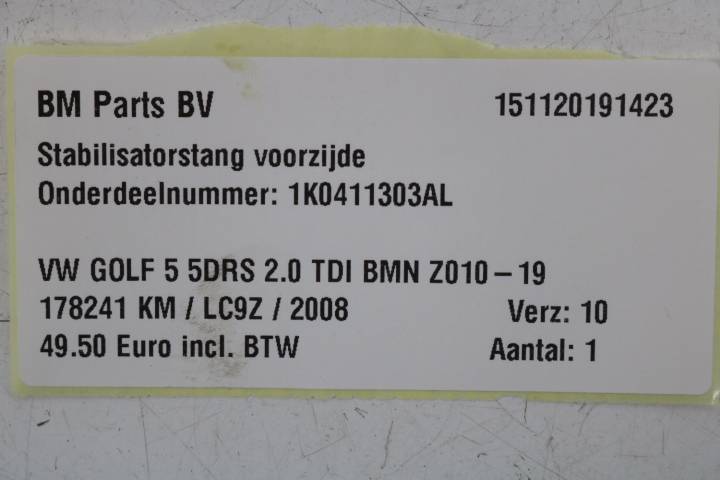 BM Parts BV 151120191423
Stabilisatorstang voorzijde
Onderdeelnummer: 1K0411303AL
VW GOLF 5 5DRS 2.0 TDI BMN Z010 – 19
178241 KM / LC9Z / 2008 Verz: 10
49.50 Euro incl. BTW Aantal: 1